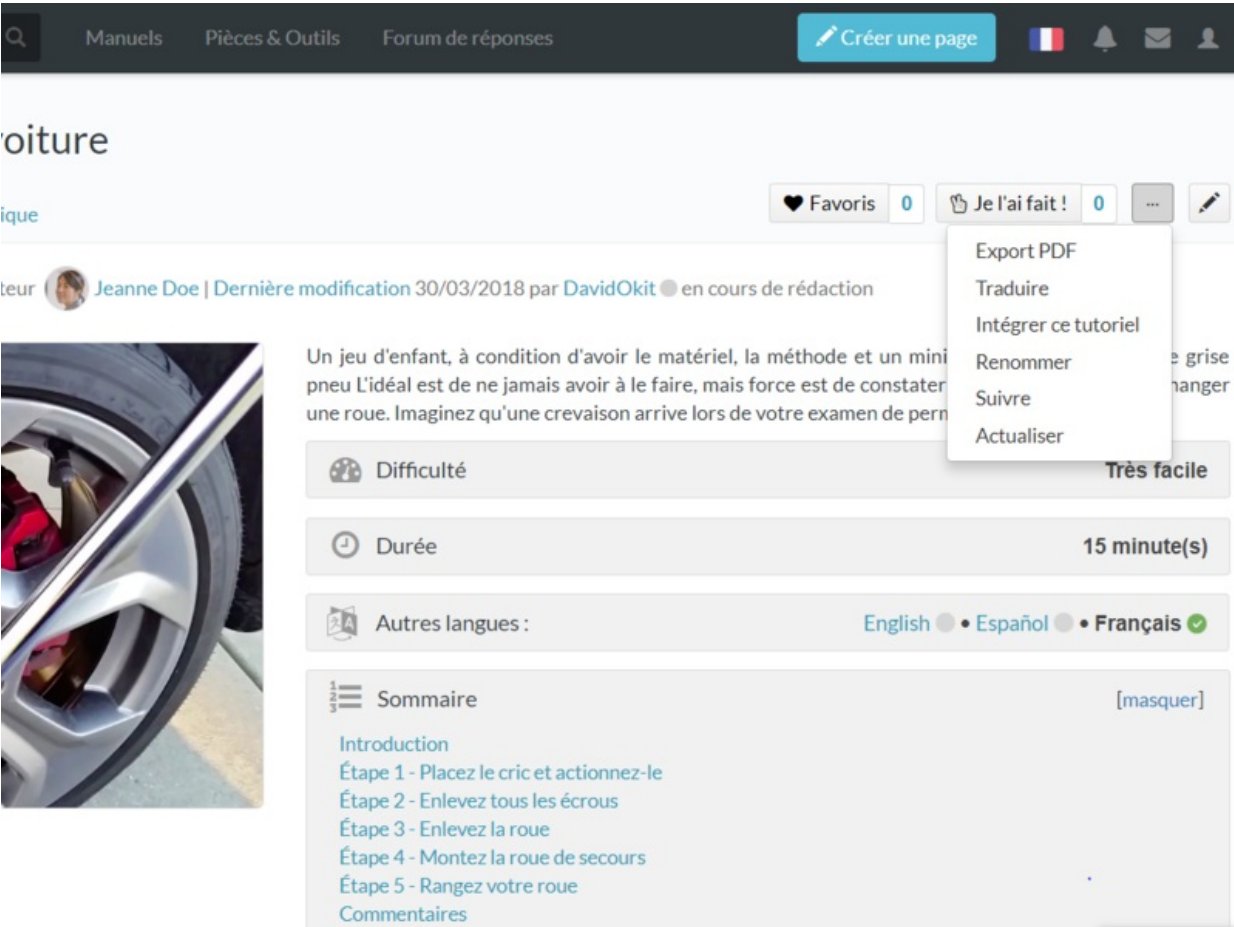 Manuels Pièces & Outils Forum de réponses Créer une page
oiture
Favoris 0 Je l'ai fait ! 0 ...
ique
Export PDF
Traduire
Intégrer ce tutoriel
Renommer
Suivre
Actualiser
teur Jeanne Doe | Dernière modification 30/03/2018 par DavidOkit en cours de rédaction
Un jeu d'enfant, à condition d'avoir le matériel, la méthode et un mini e grise
pneu L'idéal est de ne jamais avoir à le faire, mais force est de constater hanger
une roue. Imaginez qu'une crevaison arrive lors de votre examen de perm
Difficulté Très facile
Durée 15 minute(s)
Autres langues : English • Español • Français
Sommaire [masquer]
Introduction
Étape 1 - Placez le cric et actionnez-le
Étape 2 - Enlevez tous les écrous
Étape 3 - Enlevez la roue
Étape 4 - Montez la roue de secours
Étape 5 - Rangez votre roue
Commentaires